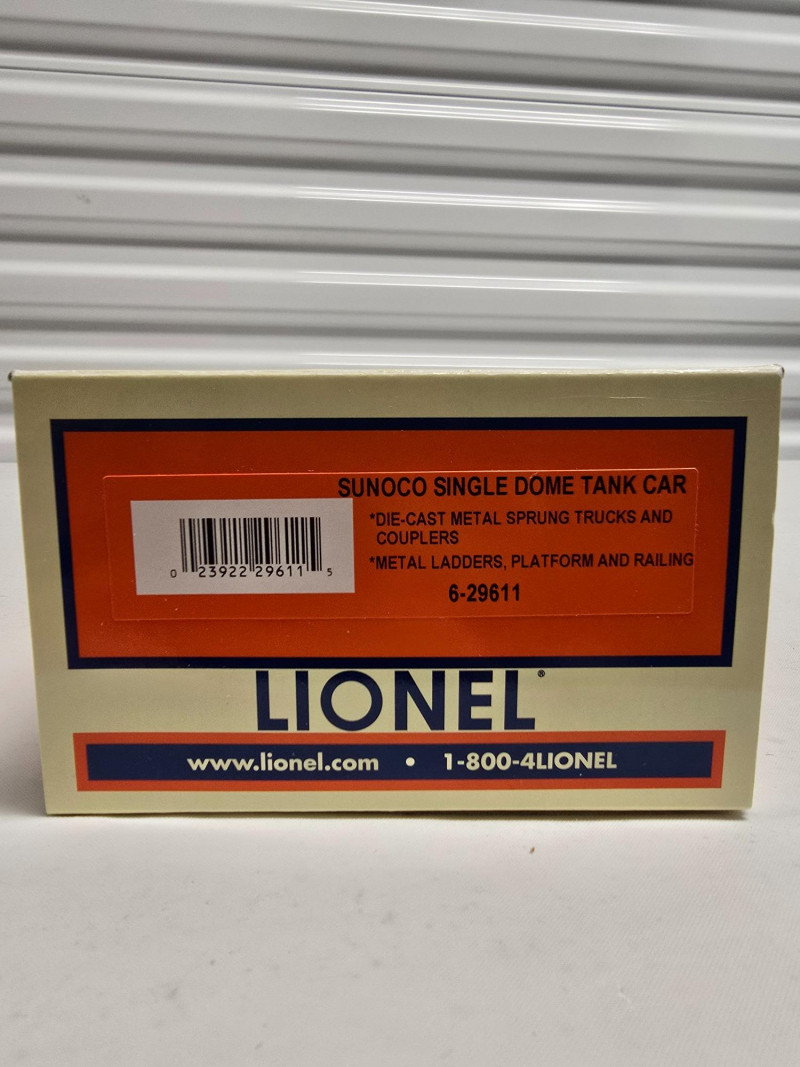 SUNOCO SINGLE DOME TANK CAR
*DIE-CAST METAL SPRUNG TRUCKS AND
COUPLERS
*METAL LADDERS, PLATFORM AND RAILING
6-29611
0 23922 29611 5
LIONEL®
www.lionel.com • 1-800-4LIONEL